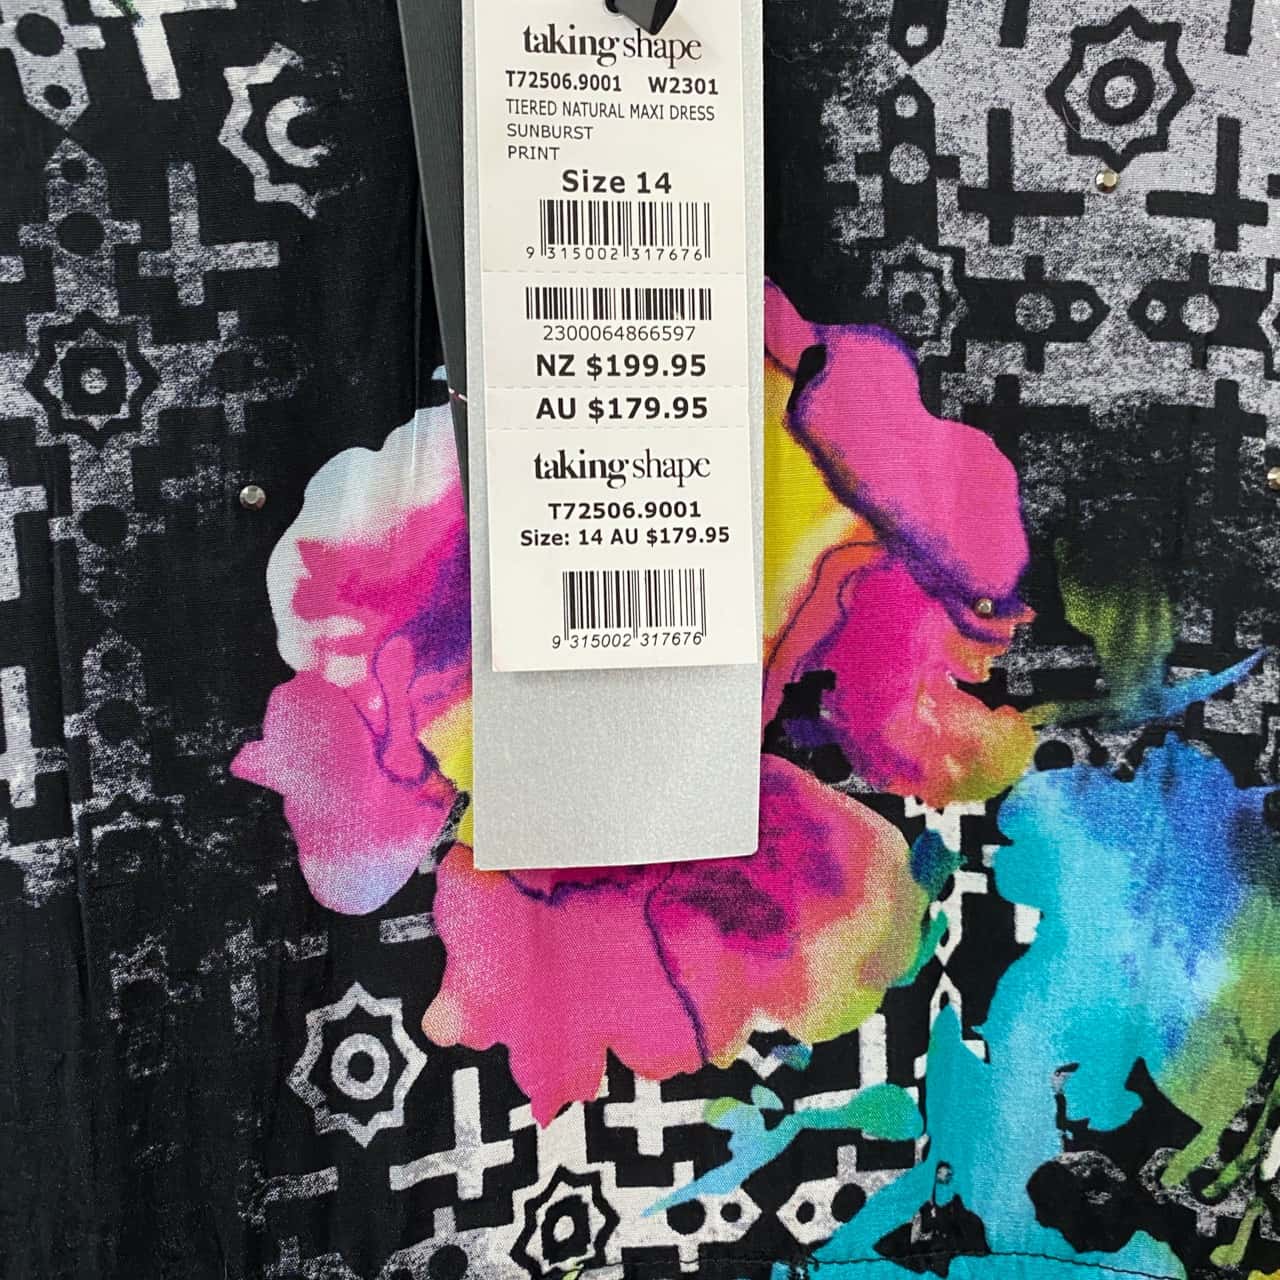 taking shape
T72506.9001 W2301
TIERED NATURAL MAXI DRESS
SUNBURST
PRINT
Size 14
9 315002 317676
2300064866597
NZ $199.95
AU $179.95
taking shape
T72506.9001
Size: 14 AU $179.95
9 315002 317676